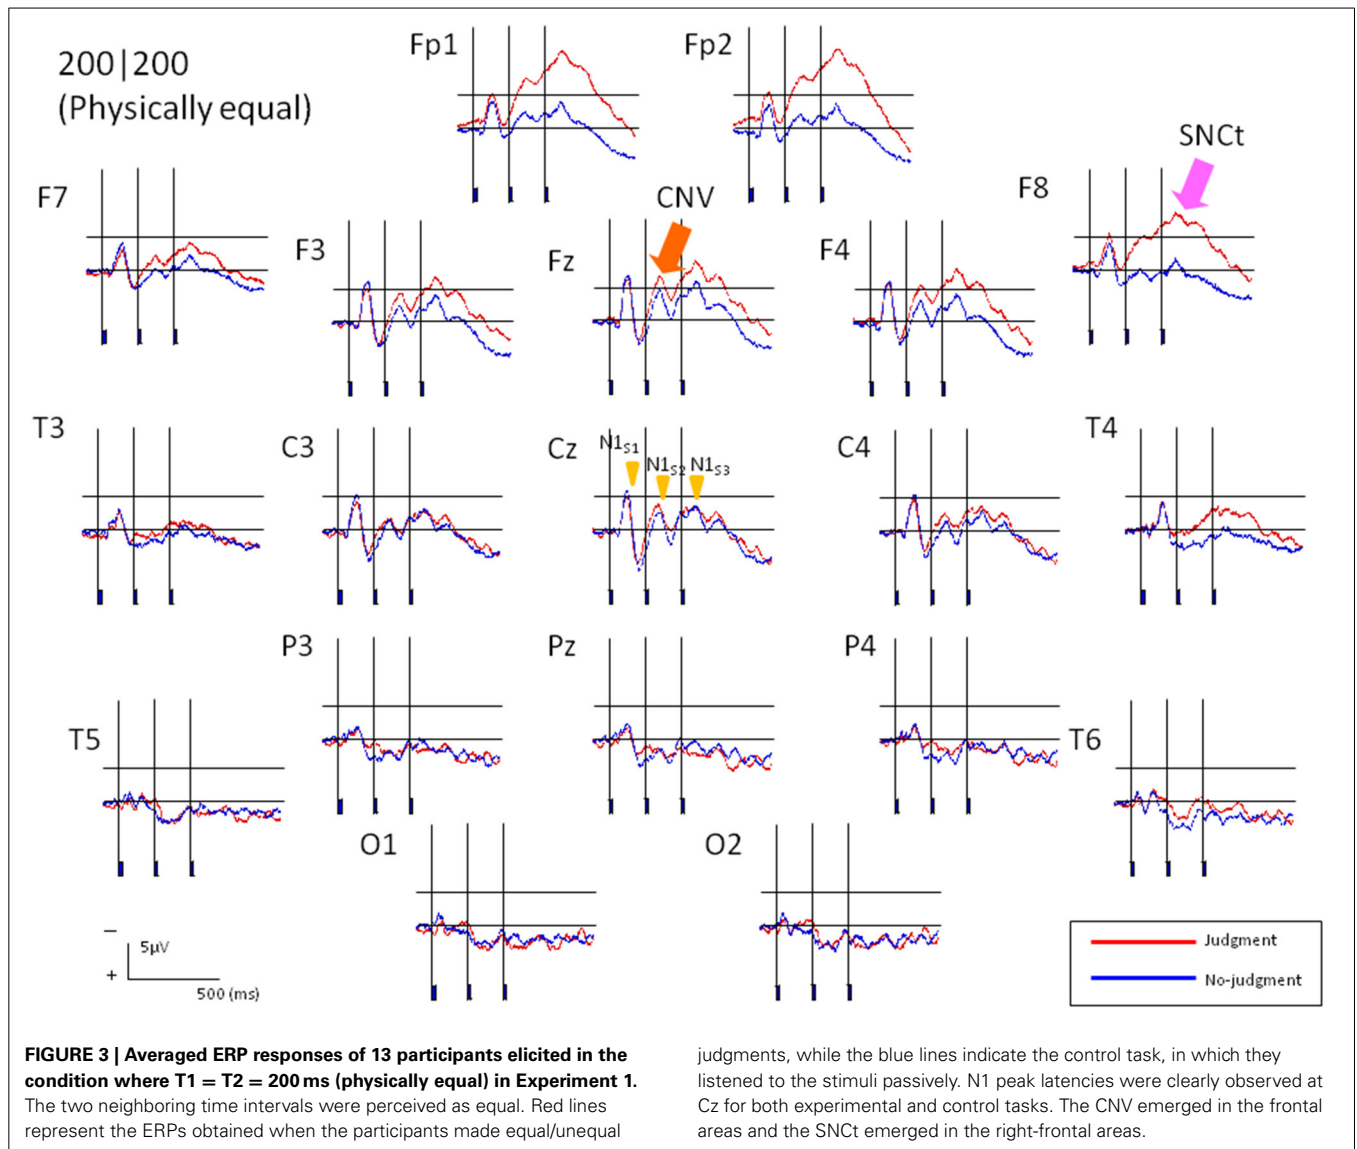 200|200
(Physically equal)
Fp1
Fp2
SNCt
F7
CNV
F8
F3
Fz
F4
T3
C3
Cz
N1S1
N1S2
N1S3
C4
T4
P3
Pz
P4
T5
T6
O1
O2
−
5μV
+
500 (ms)
Judgment
No-judgment
FIGURE 3 | Averaged ERP responses of 13 participants elicited in the
condition where T1 = T2 = 200 ms (physically equal) in Experiment 1.
The two neighboring time intervals were perceived as equal. Red lines
represent the ERPs obtained when the participants made equal/unequal
judgments, while the blue lines indicate the control task, in which they
listened to the stimuli passively. N1 peak latencies were clearly observed at
Cz for both experimental and control tasks. The CNV emerged in the frontal
areas and the SNCt emerged in the right-frontal areas.